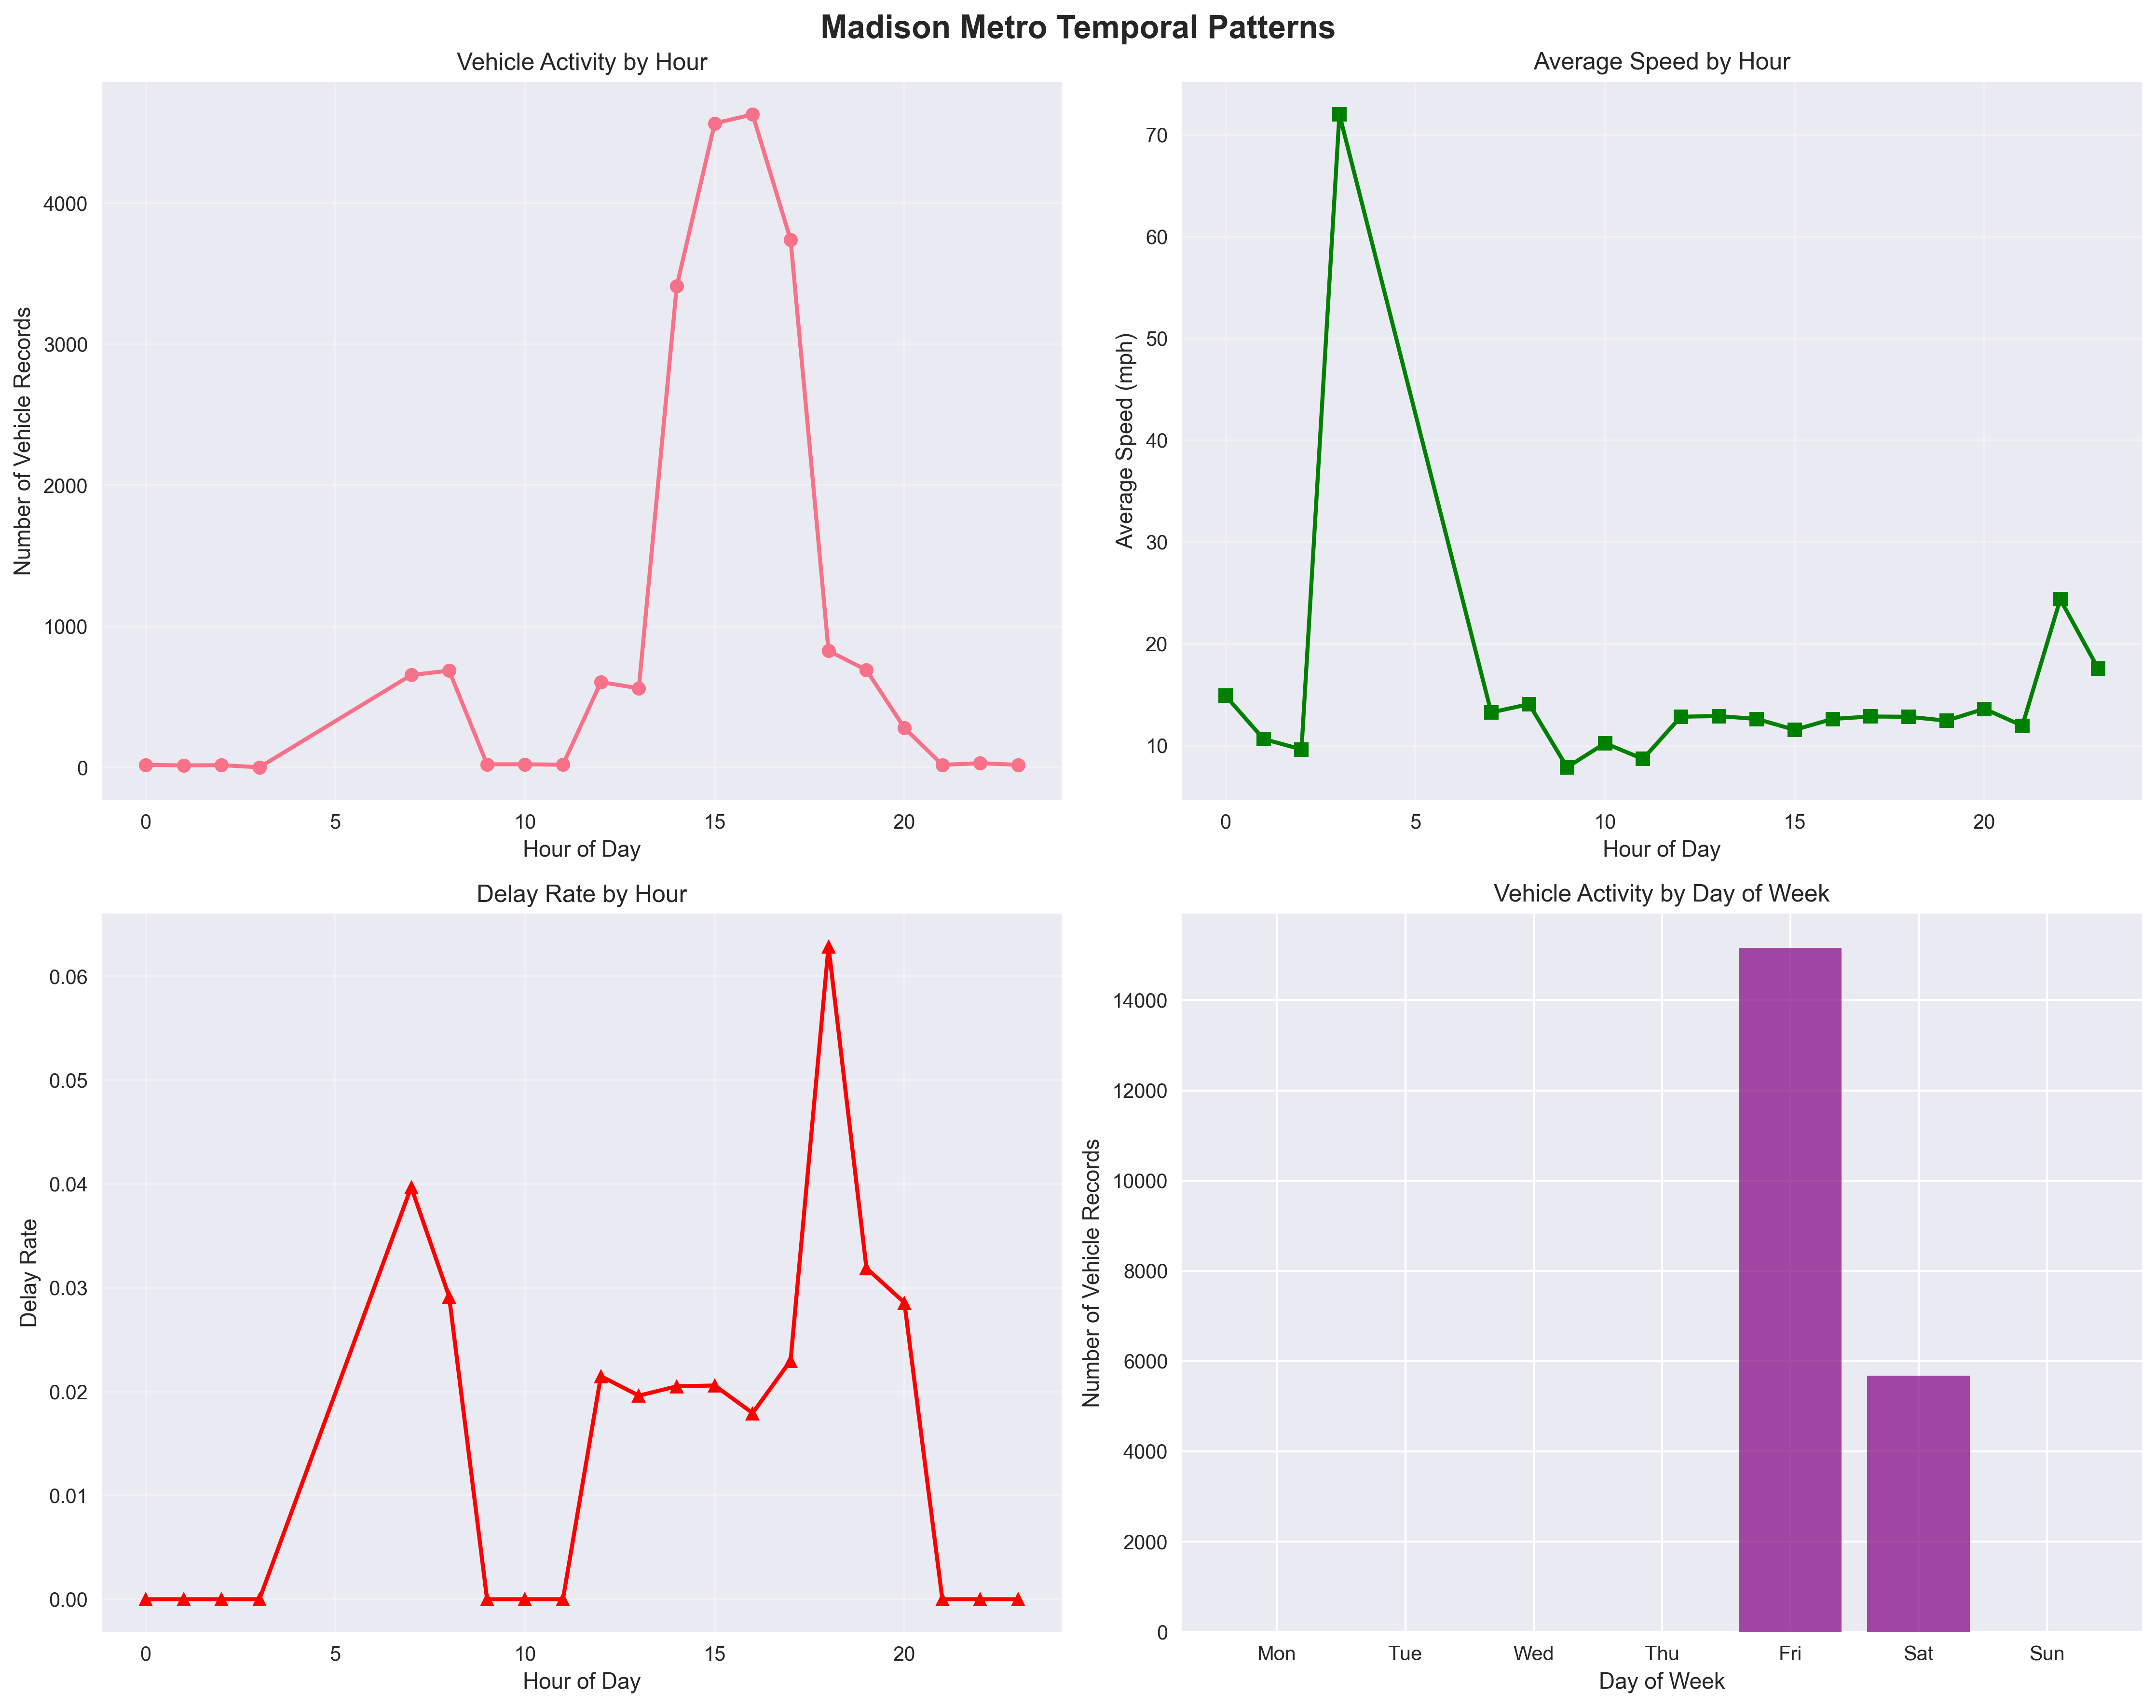 Madison Metro Temporal Patterns
Vehicle Activity by Hour
Number of Vehicle Records
4000
3000
2000
1000
0
0 5 10 15 20
Hour of Day
Average Speed by Hour
Average Speed (mph)
70
60
50
40
30
20
10
0 5 10 15 20
Hour of Day
Delay Rate by Hour
Delay Rate
0.06
0.05
0.04
0.03
0.02
0.01
0.00
0 5 10 15 20
Hour of Day
Vehicle Activity by Day of Week
Number of Vehicle Records
14000
12000
10000
8000
6000
4000
2000
0
Mon Tue Wed Thu Fri Sat Sun
Day of Week